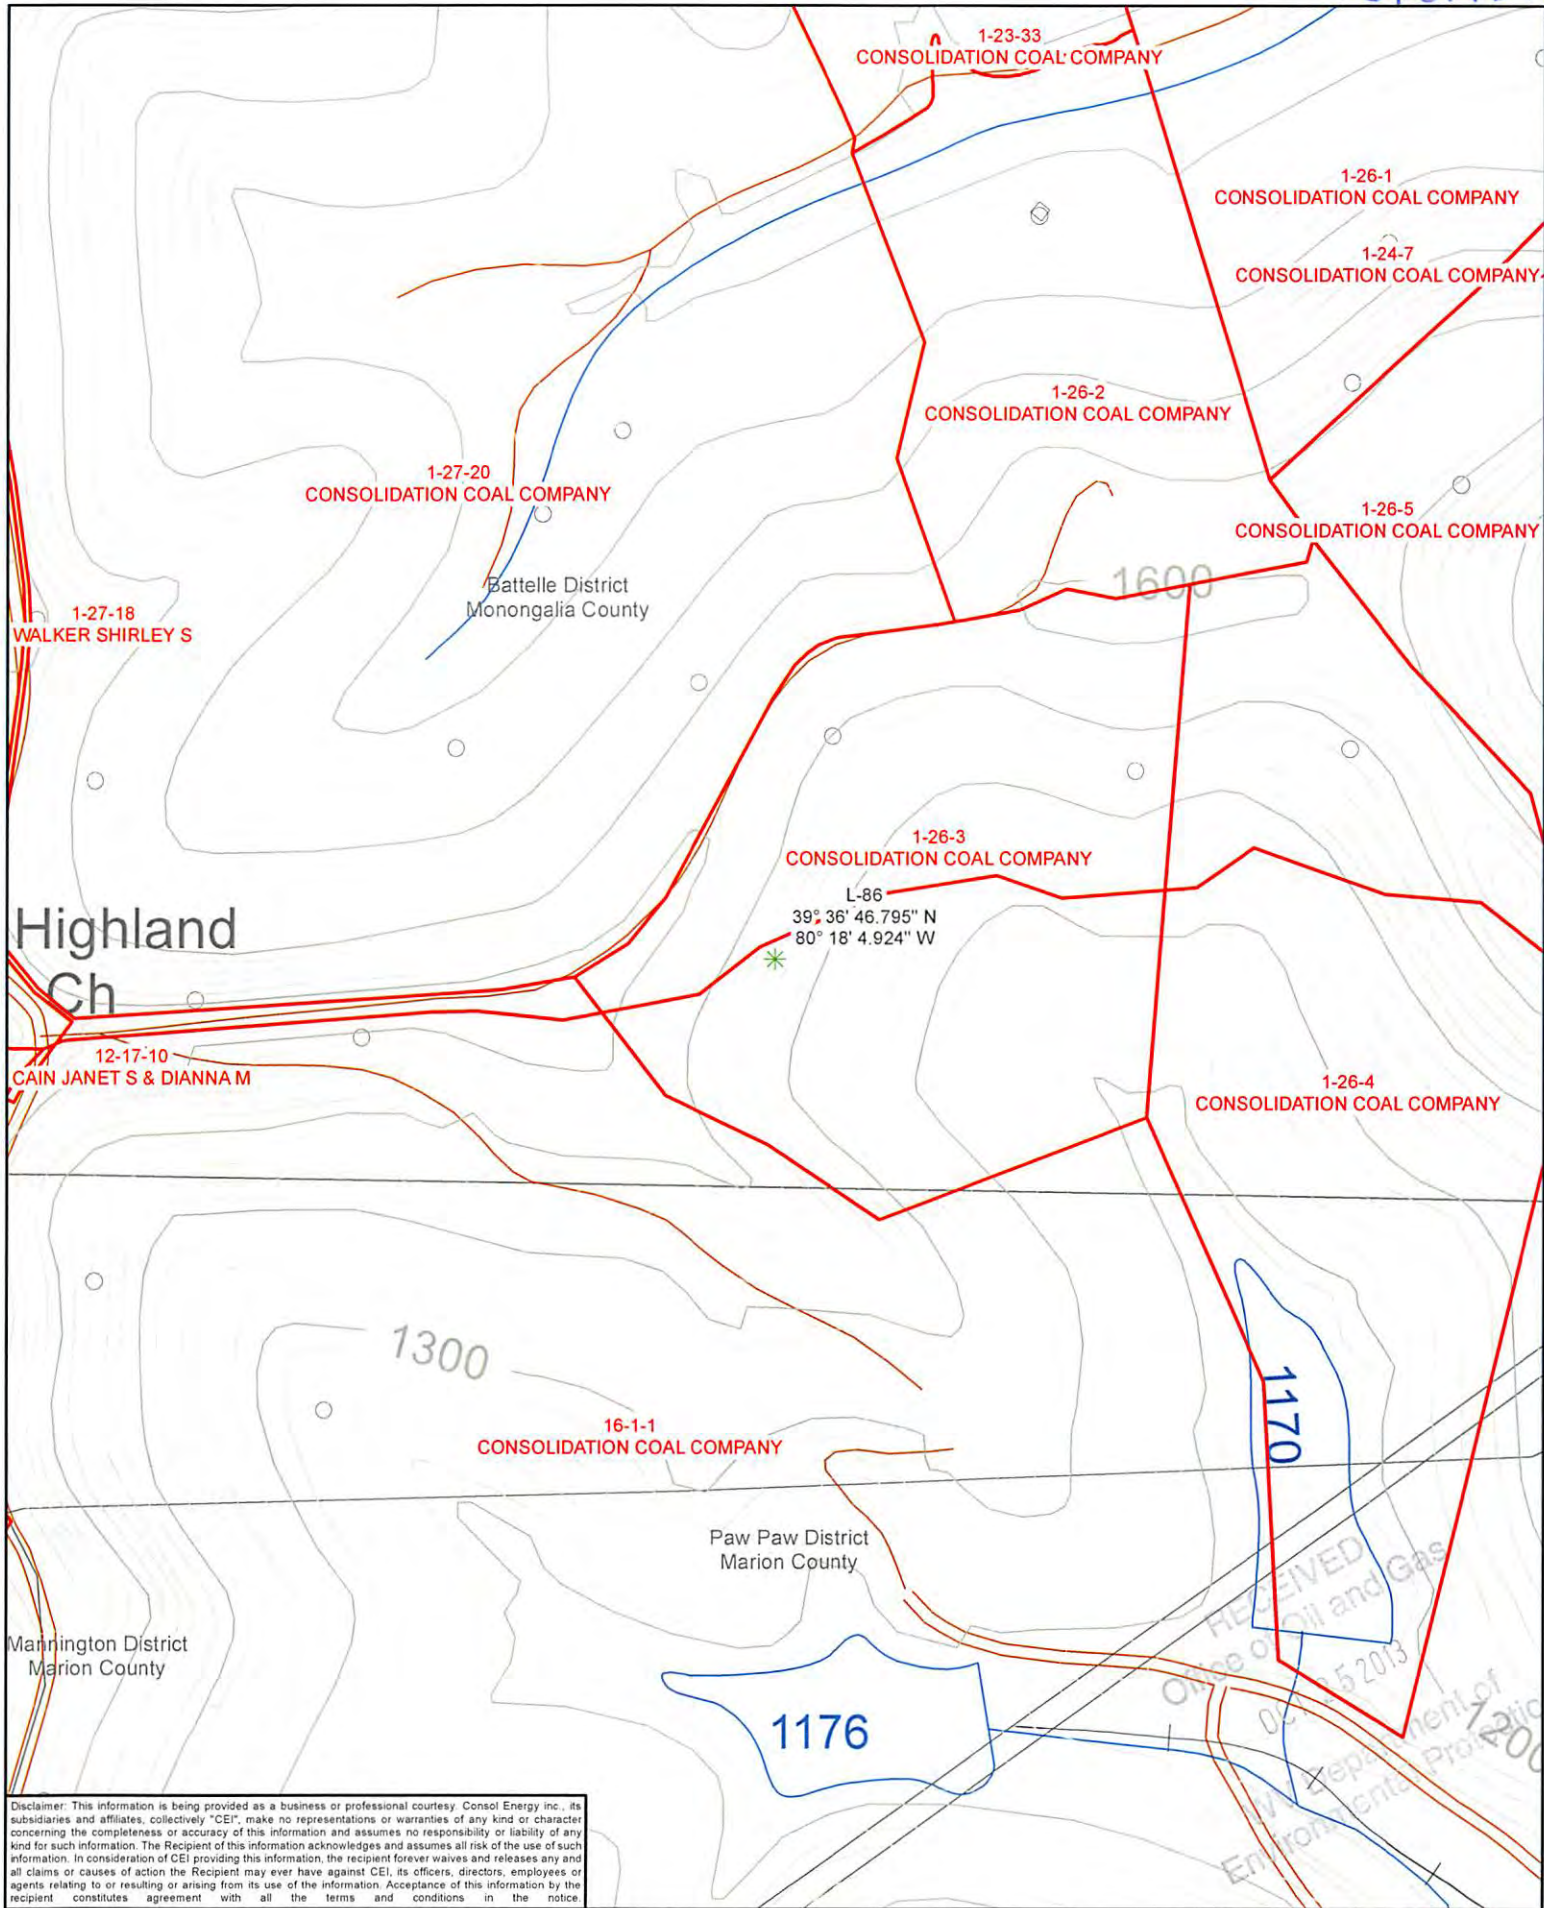 1-23-33
CONSOLIDATION COAL COMPANY
1-26-1
CONSOLIDATION COAL COMPANY
1-24-7
CONSOLIDATION COAL COMPANY
1-26-2
CONSOLIDATION COAL COMPANY
1-27-20
CONSOLIDATION COAL COMPANY
1-26-5
CONSOLIDATION COAL COMPANY
Battelle District
Monongalia County
1600
1-27-18
WALKER SHIRLEY S
1-26-3
CONSOLIDATION COAL COMPANY
L-86
39° 36' 46.795" N
80° 18' 4.924" W
Highland
Ch
12-17-10
CAIN JANET S & DIANNA M
1-26-4
CONSOLIDATION COAL COMPANY
1300
1170
16-1-1
CONSOLIDATION COAL COMPANY
Paw Paw District
Marion County
RECEIVED
Office of Oil and Gas
OCT 25 2013
WV Department of
Environmental Protection
1200
Mannington District
Marion County
1176
Disclaimer: This information is being provided as a business or professional courtesy. Consol Energy inc., its
subsidiaries and affiliates, collectively "CEI", make no representations or warranties of any kind or character
concerning the completeness or accuracy of this information and assumes no responsibility or liability of any
kind for such information. The Recipient of this information acknowledges and assumes all risk of the use of such
information. In consideration of CEI providing this information, the recipient forever waives and releases any and
all claims or causes of action the Recipient may ever have against CEI, its officers, directors, employees or
agents relating to or resulting or arising from its use of the information. Acceptance of this information by the
recipient constitutes agreement with all the terms and conditions in the notice.